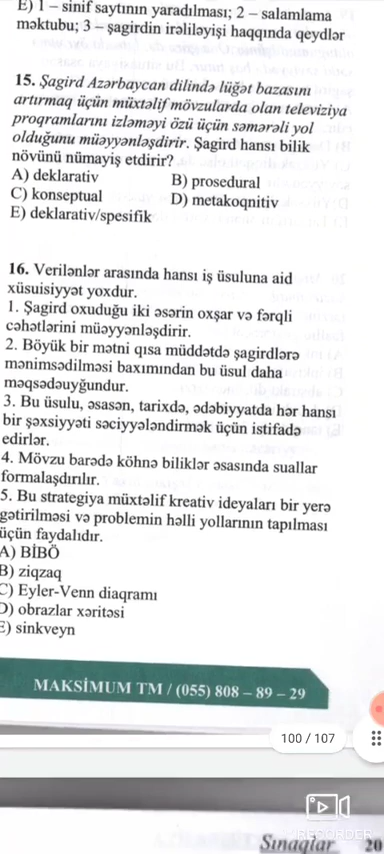 E) 1 – sinif saytının yaradılması; 2 – salamlama
məktubu; 3 – şagirdin irəliləyişi haqqında qeydlər
15. Şagird Azərbaycan dilində lüğət bazasını
artırmaq üçün müxtəlif mövzularda olan televiziya
proqramlarını izləməyi özü üçün səmərəli yol
olduğunu müəyyənləşdirir. Şagird hansı bilik
növünü nümayiş etdirir?
A) deklarativ B) prosedural
C) konseptual D) metakoqnitiv
E) deklarativ/spesifik
16. Verilənlər arasında hansı iş üsuluna aid
xüsusiyyət yoxdur.
1. Şagird oxuduğu iki əsərin oxşar və fərqli
cəhətlərini müəyyənləşdirir.
2. Böyük bir mətni qısa müddətdə şagirdlərə
mənimsədilməsi baxımından bu üsul daha
məqsədəuyğundur.
3. Bu üsulu, əsasən, tarixdə, ədəbiyyatda hər hansı
bir şəxsiyyəti səciyyələndirmək üçün istifadə
edirlər.
4. Mövzu barədə köhnə biliklər əsasında suallar
formalaşdırılır.
5. Bu strategiya müxtəlif kreativ ideyaları bir yerə
gətirilməsi və problemin həlli yollarının tapılması
üçün faydalıdır.
A) BİBÖ
B) ziqzaq
C) Eyler-Venn diaqramı
D) obrazlar xəritəsi
E) sinkveyn
MAKSİMUM TM / (055) 808 – 89 – 29
100 / 107
RECORDER
Sınaqlar 20